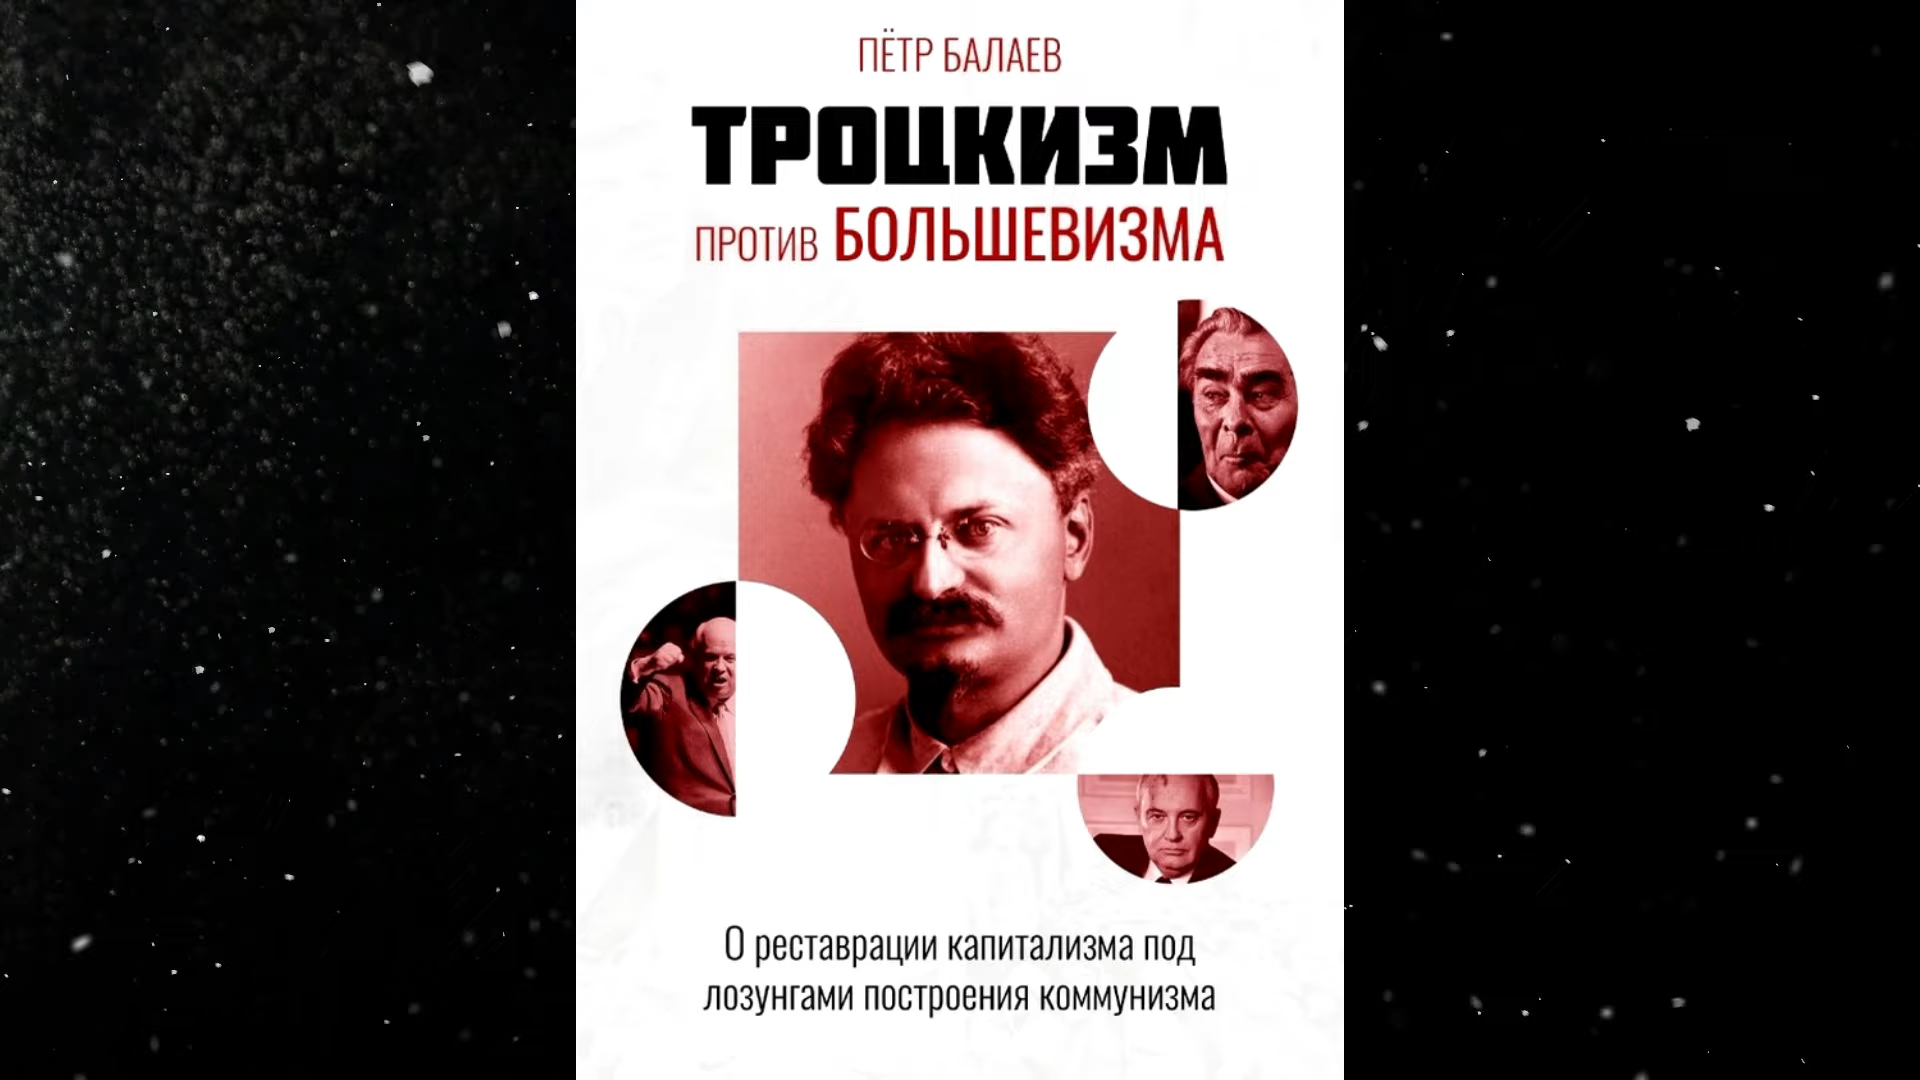 ПЁТР БАЛАЕВ
ТРОЦКИЗМ
ПРОТИВ БОЛЬШЕВИЗМА
О реставрации капитализма под
лозунгами построения коммунизма